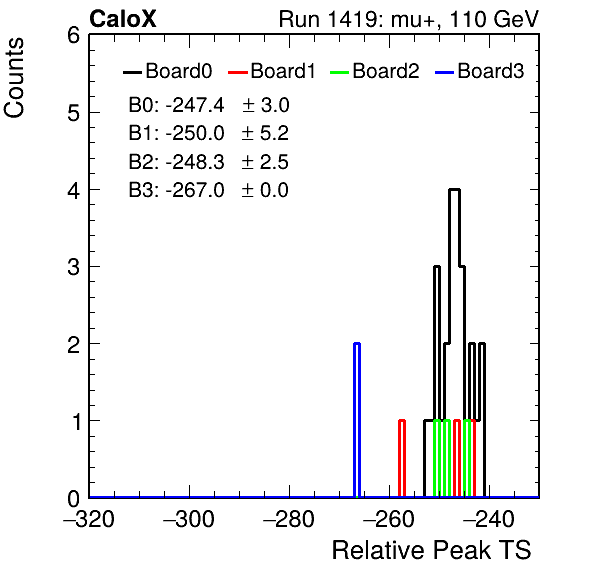 CaloX Run 1419: mu+, 110 GeV
Counts
Board0 Board1 Board2 Board3
B0: -247.4 ± 3.0
B1: -250.0 ± 5.2
B2: -248.3 ± 2.5
B3: -267.0 ± 0.0
6
5
4
3
2
1
0
−320 −300 −280 −260 −240
Relative Peak TS